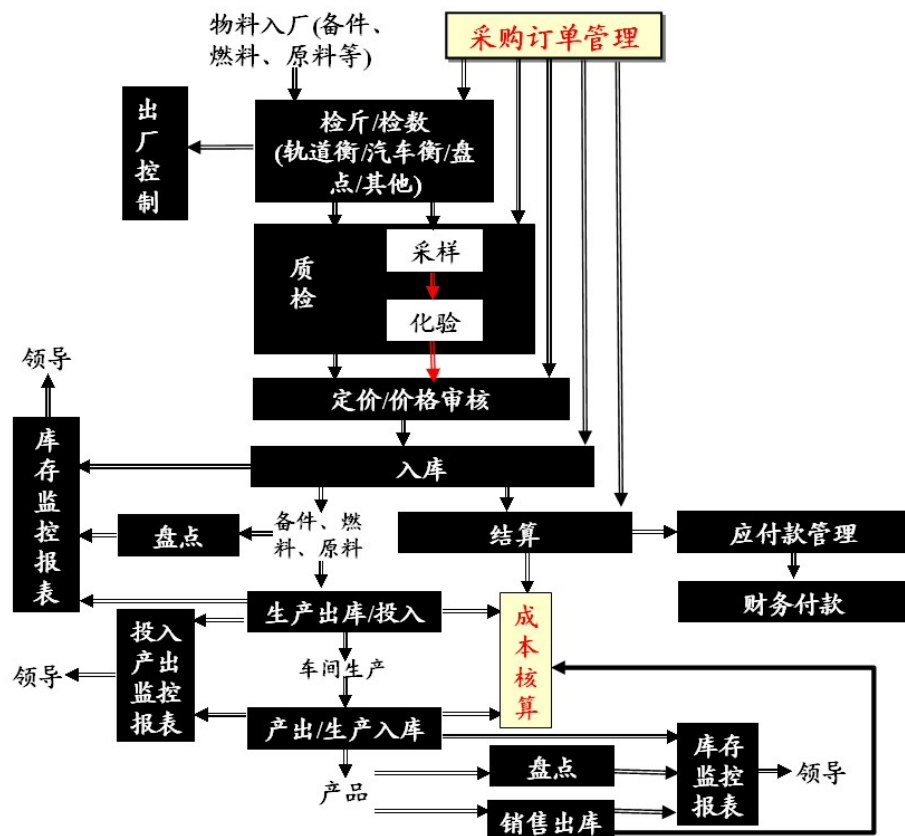 物料入厂(备件、
燃料、原料等)
采购订单管理
出
厂
控
制
检斤/检数
(轨道衡/汽车衡/盘
点/其他)
质
检
采样
化验
领导
定价/价格审核
库
存
监
控
报
表
入库
备件、燃
料、原料
盘点
结算
应付款管理
财务付款
生产出库/投入
成
本
核
算
投入
产出
监控
报表
领导
车间生产
产出/生产入库
产品
盘点
销售出库
库存
监控
报表
领导